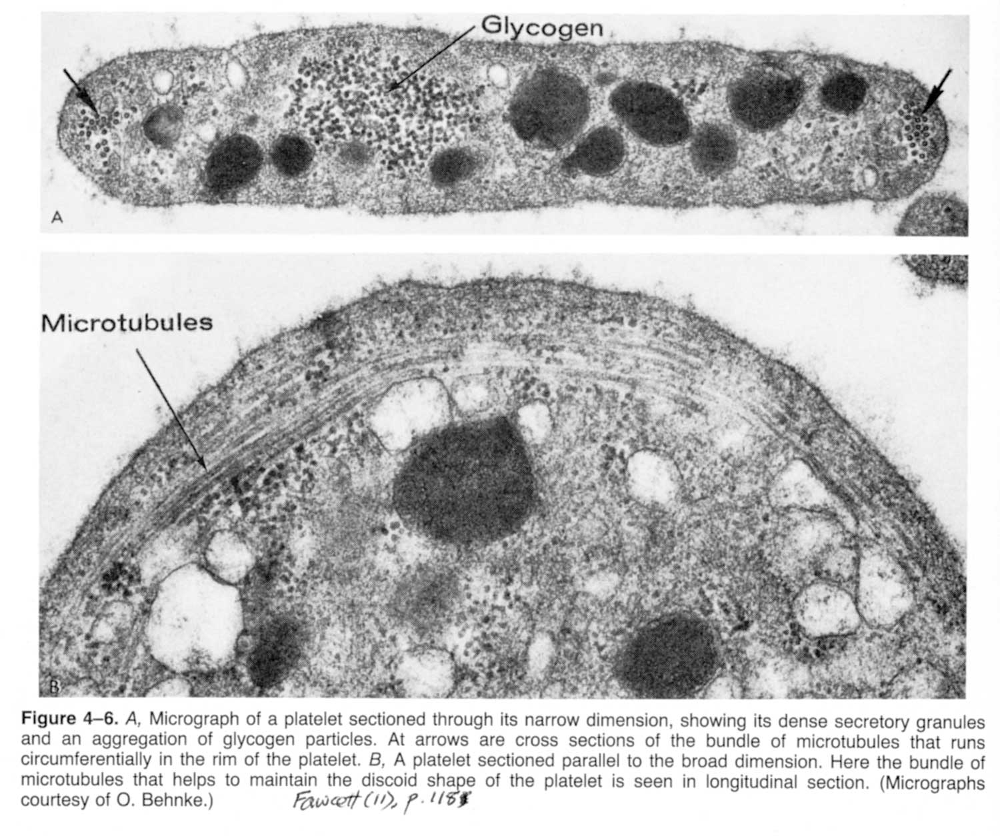 Glycogen
A
Microtubules
B
Figure 4–6. A, Micrograph of a platelet sectioned through its narrow dimension, showing its dense secretory granules
and an aggregation of glycogen particles. At arrows are cross sections of the bundle of microtubules that runs
circumferentially in the rim of the platelet. B, A platelet sectioned parallel to the broad dimension. Here the bundle of
microtubules that helps to maintain the discoid shape of the platelet is seen in longitudinal section. (Micrographs
courtesy of O. Behnke.) Fawcett (11), p.